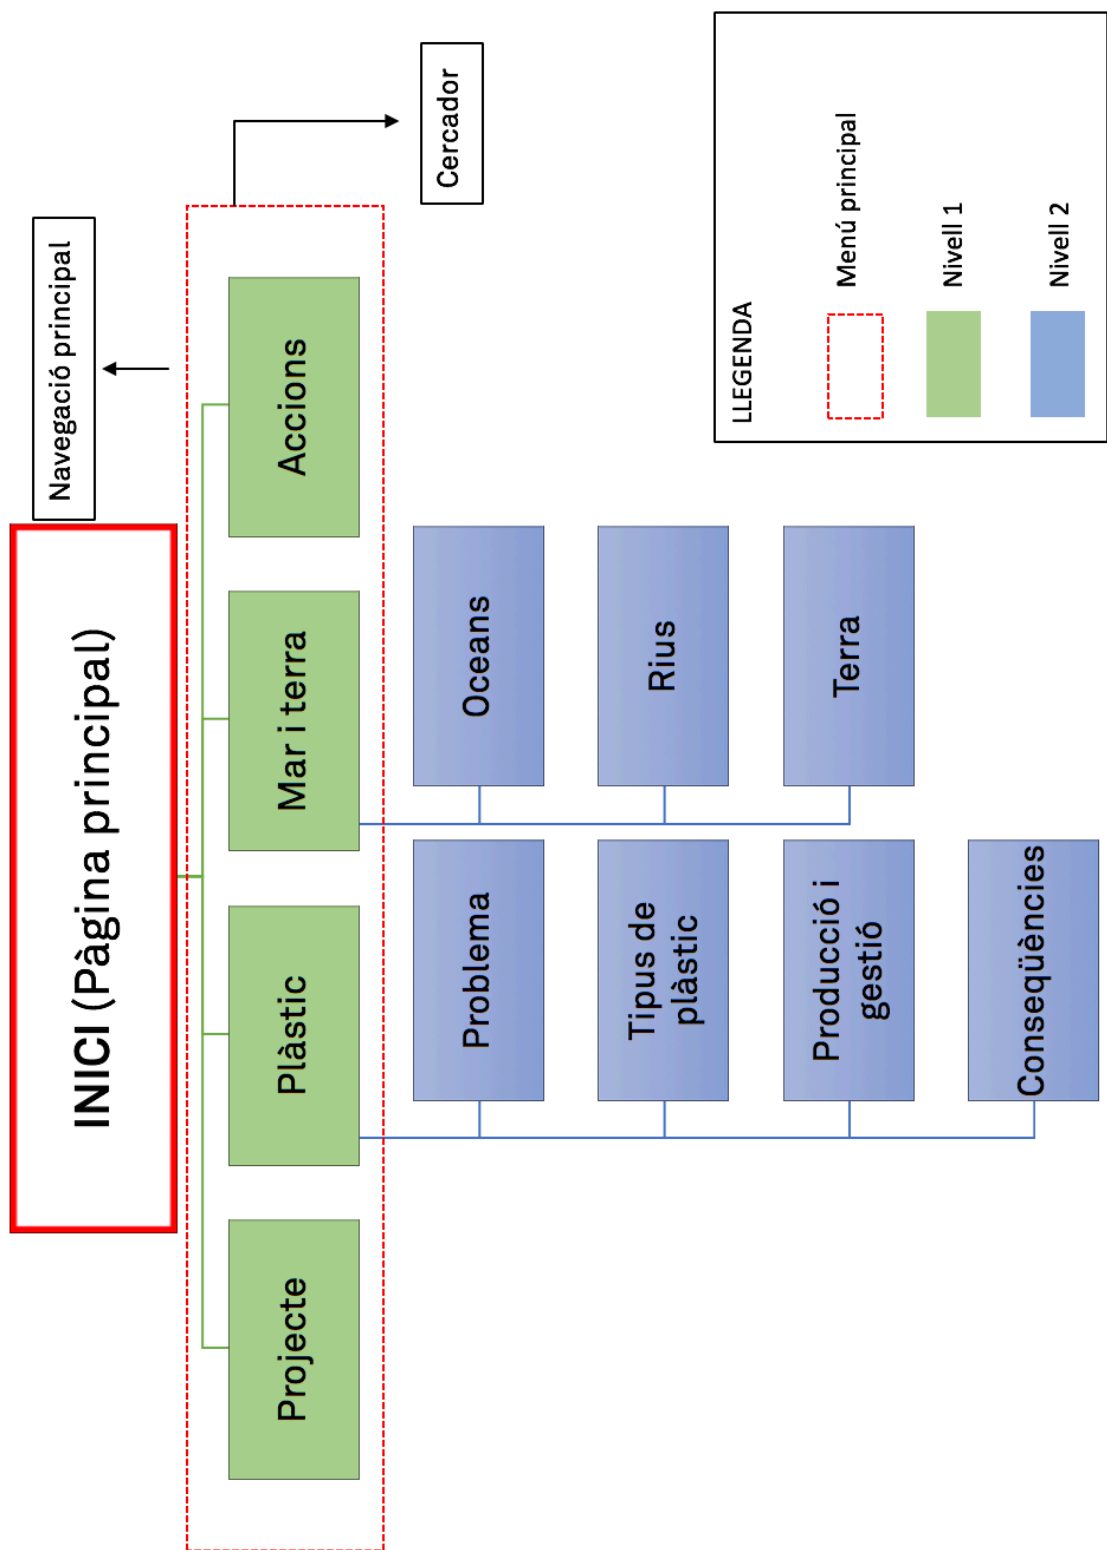 INICI (Pàgina principal)
Navegació principal
Projecte
Plàstic
Mar i terra
Accions
Cercador
Problema
Tipus de
plàstic
Producció i
gestió
Conseqüències
Oceans
Rius
Terra
LLEGENDA
Menú principal
Nivell 1
Nivell 2